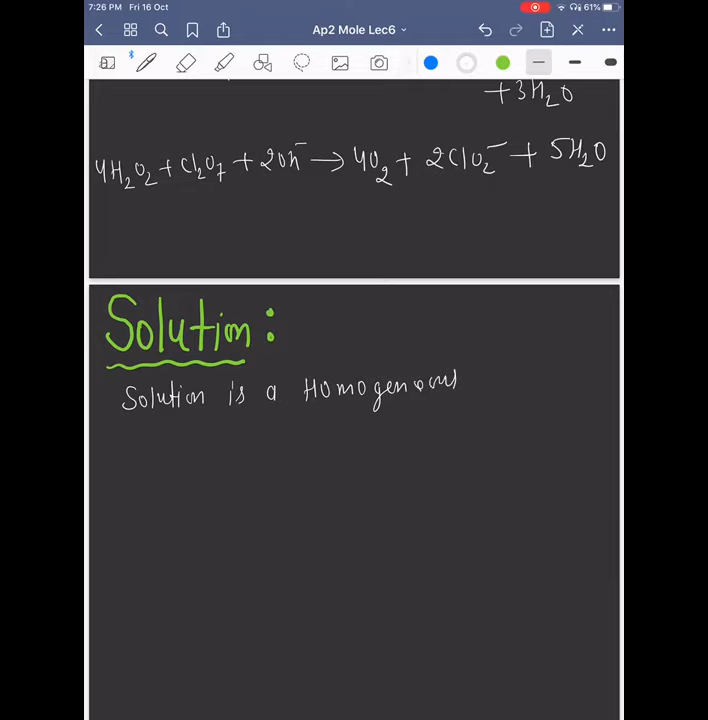 7:26 PM Fri 16 Oct 61%
Ap2 Mole Lec6
+3H₂O
4H₂O₂ + Cl₂O₇ + 2OH⁻ → 4O₂ + 2ClO₂⁻ + 5H₂O
Solution:
Solution is a Homogenous